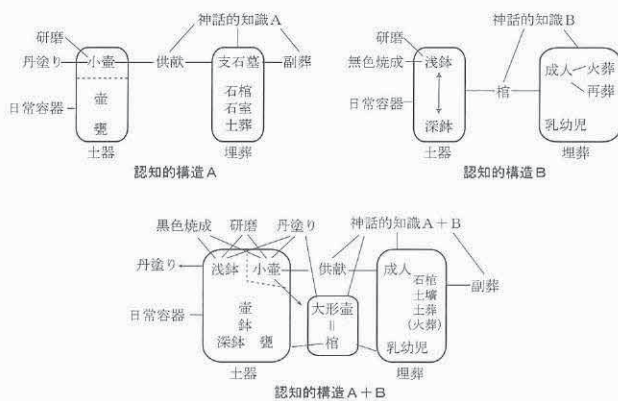 神話的知識A
研磨
丹塗り 小壺 供献 支石墓 副葬
石棺
日常容器 壺 石室
甕 土葬
土器 埋葬
認知的構造A
神話的知識B
研磨
無色焼成 浅鉢 成人 火葬
棺 再葬
日常容器
深鉢 乳幼児
土器 埋葬
認知的構造B
黒色焼成 研磨 丹塗り 神話的知識A+B
丹塗り 浅鉢 小壺 供献 成人 副葬
石棺
土壙
日常容器 壺 大形壺 土葬
鉢 = (火葬)
深鉢 甕 棺 乳幼児
土器 埋葬
認知的構造A+B